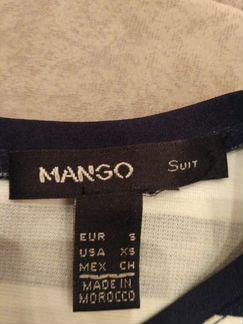 MANGO SUIT
EUR S
USA XS
MEX CH
MADE IN
MOROCCO